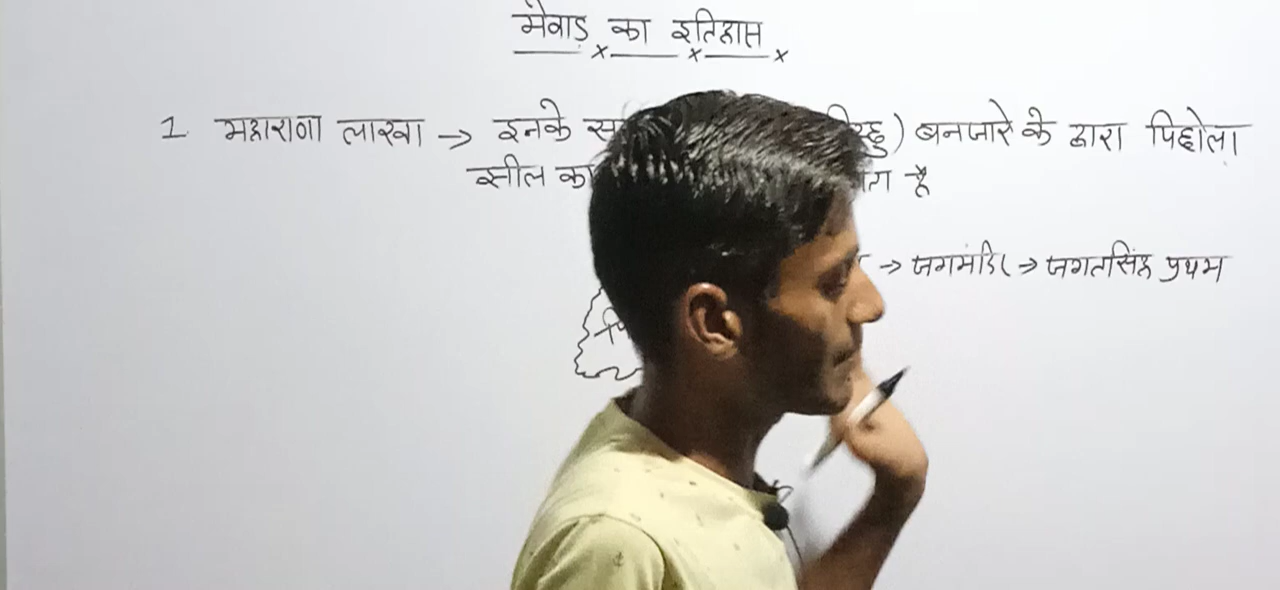 मेवाड़ का इतिहास
1 महाराणा लाखा → इनके ) बनजारे के द्वारा पिछोला
झील का है
→ जगमंदिर → जगतसिंह प्रथम